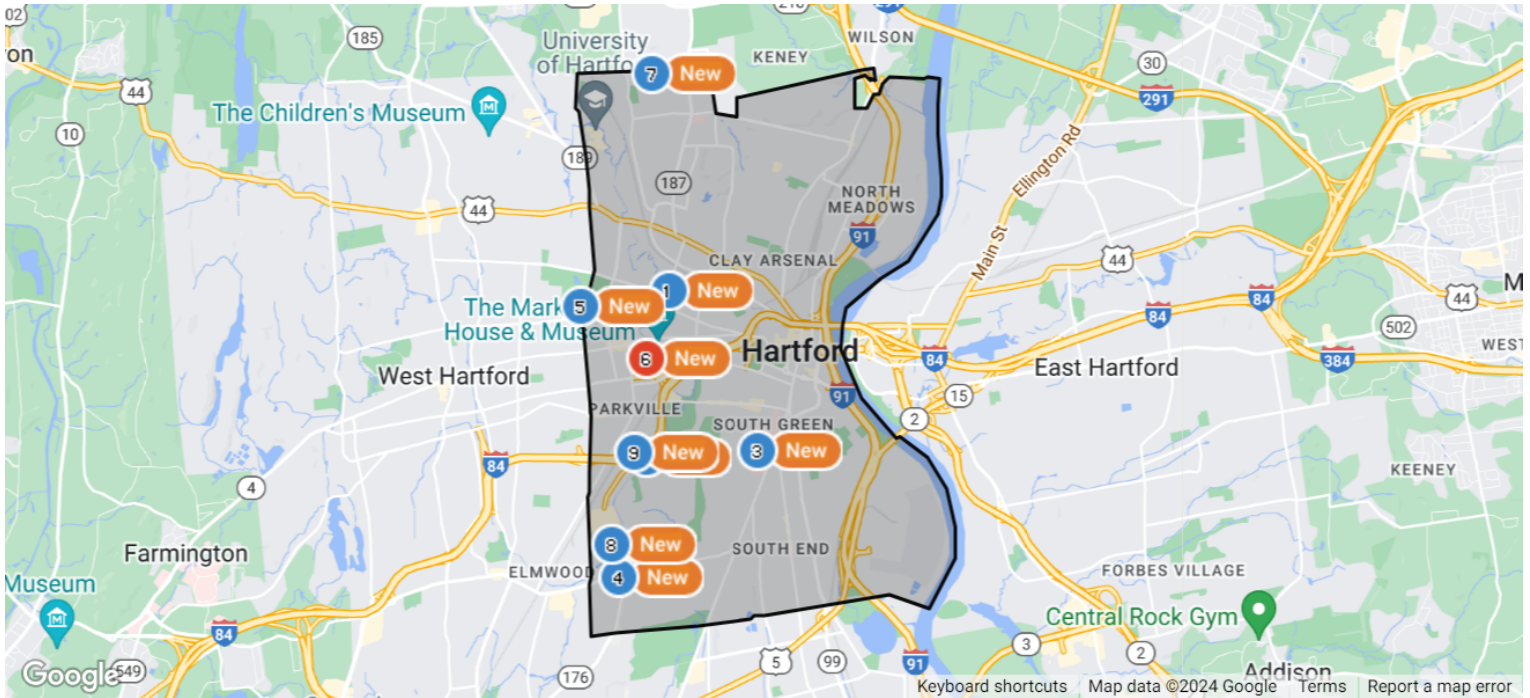 185
University
of Hartfo
7 New
KENEY
WILSON
291
02
on
44
30
291
The Children's Museum
10
189
187
Ellington Rd
44
NORTH
MEADOWS
91
Main St
44
CLAY ARSENAL
1 New
5 New
The Mark
House & Museum
84
84
44
M
502
WEST
6 New
Hartford
84
384
West Hartford
East Hartford
PARKVILLE
91
15
2
SOUTH GREEN
9 New
3 New
84
KEENEY
4
8 New
SOUTH END
Farmington
ELMWOOD
4 New
FORBES VILLAGE
Museum
Central Rock Gym
84
3
2
5
99
91
549
176
Addison
Google
Keyboard shortcuts Map data ©2024 Google Terms Report a map error